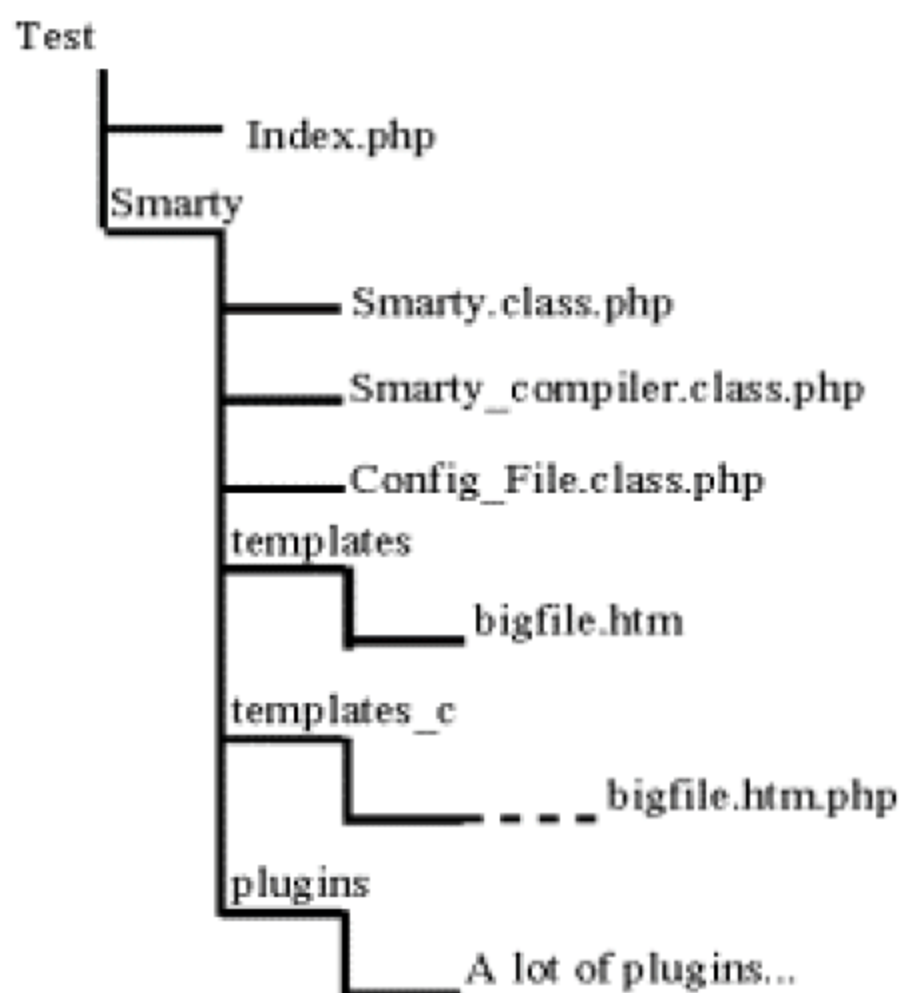 Test
Index.php
Smarty
Smarty.class.php
Smarty_compiler.class.php
Config_File.class.php
templates
bigfile.htm
templates_c
bigfile.htm.php
plugins
A lot of plugins...